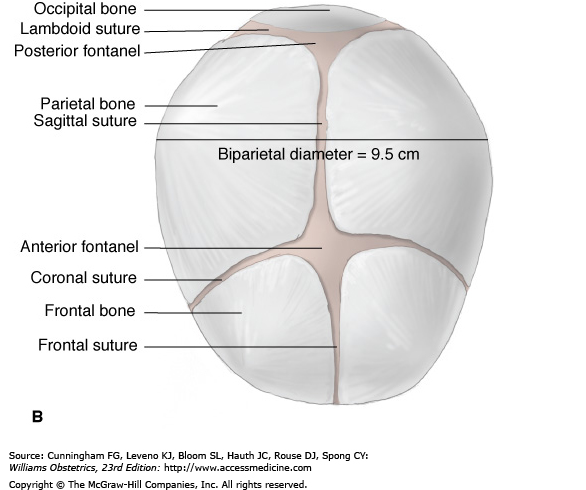 Occipital bone
Lambdoid suture
Posterior fontanel
Parietal bone
Sagittal suture
Biparietal diameter = 9.5 cm
Anterior fontanel
Coronal suture
Frontal bone
Frontal suture
B
Source: Cunningham FG, Leveno KJ, Bloom SL, Hauth JC, Rouse DJ, Spong CY:
Williams Obstetrics, 23rd Edition: http://www.accessmedicine.com
Copyright © The McGraw-Hill Companies, Inc. All rights reserved.